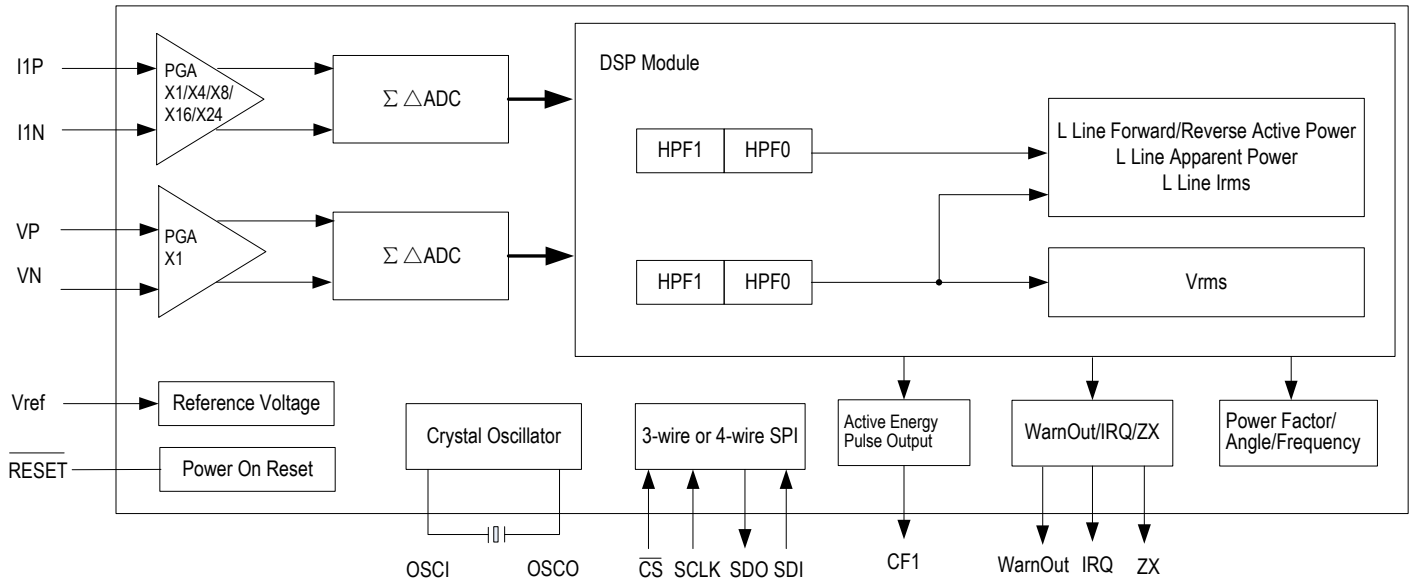 I1P
I1N
PGA
X1/X4/X8/
X16/X24
Σ △ADC
DSP Module
HPF1
HPF0
L Line Forward/Reverse Active Power
L Line Apparent Power
L Line Irms
VP
VN
PGA
X1
Σ △ADC
HPF1
HPF0
Vrms
Vref
Reference Voltage
RESET
Power On Reset
Crystal Oscillator
3-wire or 4-wire SPI
Active Energy
Pulse Output
WarnOut/IRQ/ZX
Power Factor/
Angle/Frequency
OSCI
OSCO
CS
SCLK
SDO
SDI
CF1
WarnOut
IRQ
ZX